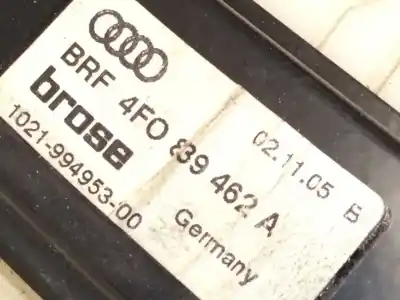 BRF 4F0 839 462 A
brose
1021-994953-00
Germany
02.11.05 B